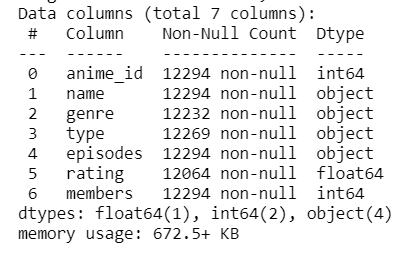 Data columns (total 7 columns):
 #   Column    Non-Null Count  Dtype
---  ------    --------------  -----
 0   anime_id  12294 non-null  int64
 1   name      12294 non-null  object
 2   genre     12232 non-null  object
 3   type      12269 non-null  object
 4   episodes  12294 non-null  object
 5   rating    12064 non-null  float64
 6   members   12294 non-null  int64
dtypes: float64(1), int64(2), object(4)
memory usage: 672.5+ KB